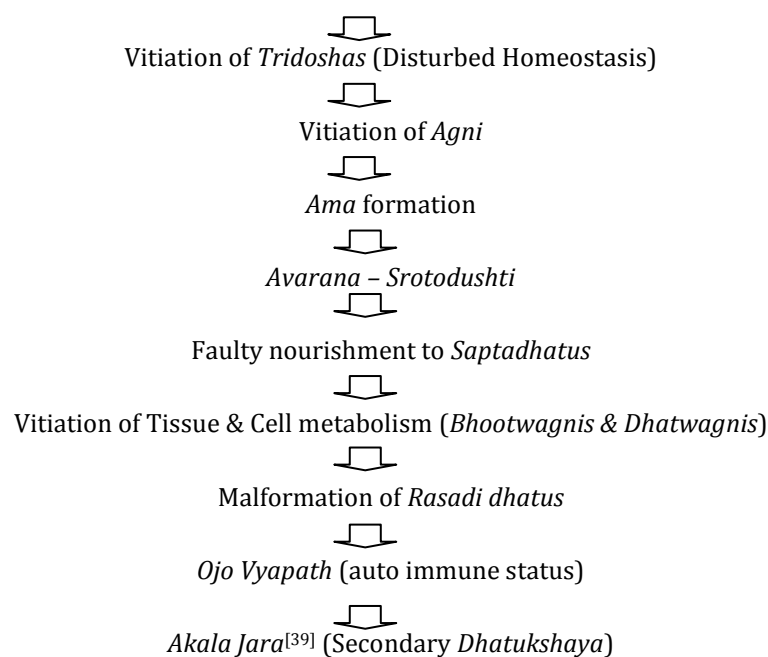 Vitiation of Tridoshas (Disturbed Homeostasis)
Vitiation of Agni
Ama formation
Avarana – Srotodushti
Faulty nourishment to Saptadhatus
Vitiation of Tissue & Cell metabolism (Bhootwagnis & Dhatwagnis)
Malformation of Rasadi dhatus
Ojo Vyapath (auto immune status)
Akala Jara[39] (Secondary Dhatukshaya)